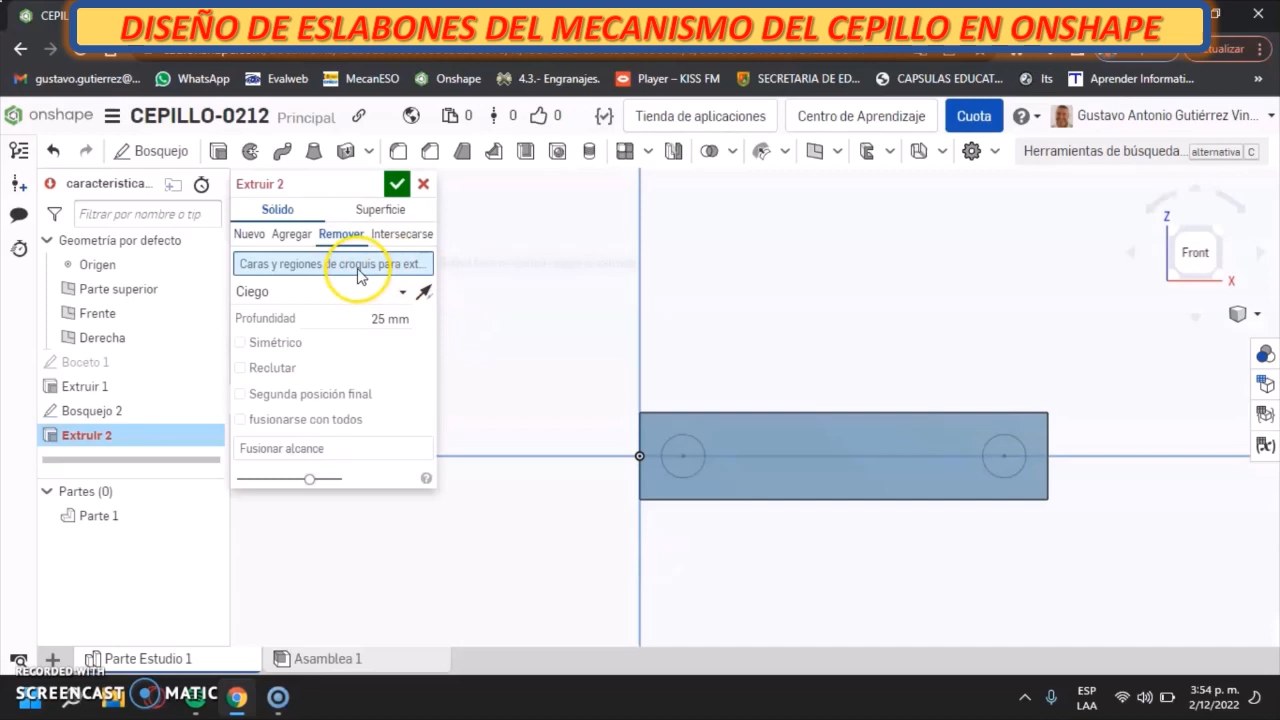 CEPIL
DISEÑO DE ESLABONES DEL MECANISMO DEL CEPILLO EN ONSHAPE
gustavo.gutierrez@... WhatsApp Evalweb MecanESO Onshape 4.3.- Engranajes. Player – KISS FM SECRETARIA DE ED... CAPSULAS EDUCAT... Its Aprender Informati... »
onshape CEPILLO-0212 Principal 0 0 0 Tienda de aplicaciones Centro de Aprendizaje Cuota Gustavo Antonio Gutiérrez Vin...
Bosquejo Herramientas de búsqueda... alternativa C
caracteristica...
Filtrar por nombre o tip
Geometría por defecto
Origen
Parte superior
Frente
Derecha
Boceto 1
Extruir 1
Bosquejo 2
Extruir 2
Partes (0)
Parte 1
Extruir 2
Sólido Superficie
Nuevo Agregar Remover Intersecarse
Caras y regiones de croquis para ext...
Ciego
Profundidad 25 mm
Simétrico
Reclutar
Segunda posición final
fusionarse con todos
Fusionar alcance
Z
Front
X
Parte Estudio 1 Asamblea 1
RECORDED WITH
SCREENCAST MATIC
ESP
LAA
3:54 p. m.
2/12/2022